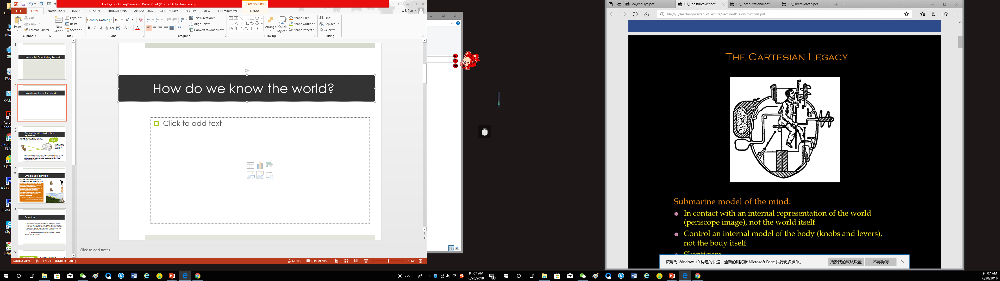 Lec15_concludingRemarks - PowerPoint (Product Activation Failed)
DRAWING TOOLS
FILE HOME Nordri Tools INSERT DESIGN TRANSITIONS ANIMATIONS SLIDE SHOW REVIEW VIEW FILEminimizer FORMAT
J. S. Pan
Paste
Cut
Copy
Format Painter
Clipboard
New
Slide
Layout
Reset
Section
Slides
Century Gothic ( 36
B I U S abc AV Aa A
Font
Text Direction
Align Text
Convert to SmartArt
Paragraph
Arrange
Quick
Styles
Shape Fill
Shape Outline
Shape Effects
Drawing
Find
Replace
Select
Editing
1
Lecture 16: Concluding Remarks
2
How do we know the world?
3
The traditional brain dominant
approach
4
Embodied cognition
5
Question:
6
How do we know the world?
Click to add text
Click to add notes
SLIDE 2 OF 9 ENGLISH (UNITED STATES) NOTES COMMENTS 106%
24_PedDyn.pdf
01_Constructivist.pdf
02_Computational.pdf
03_DirectPercep.pdf
file:///J:/Teaching/warren_PALecture/Lecture/01_Constructivist.pdf
THE CARTESIAN LEGACY
Submarine model of the mind:
In contact with an internal representation of the world
(periscope image), not the world itself
Control an internal model of the body (knobs and levers),
not the body itself
Skepticism
使用为 Windows 10 构建的快速、全新的浏览器 Microsoft Edge 执行更多操作。
更改我的默认设置
不再询问
27°C
中
9:07 AM
6/28/2018
9:07 AM
6/28/2018